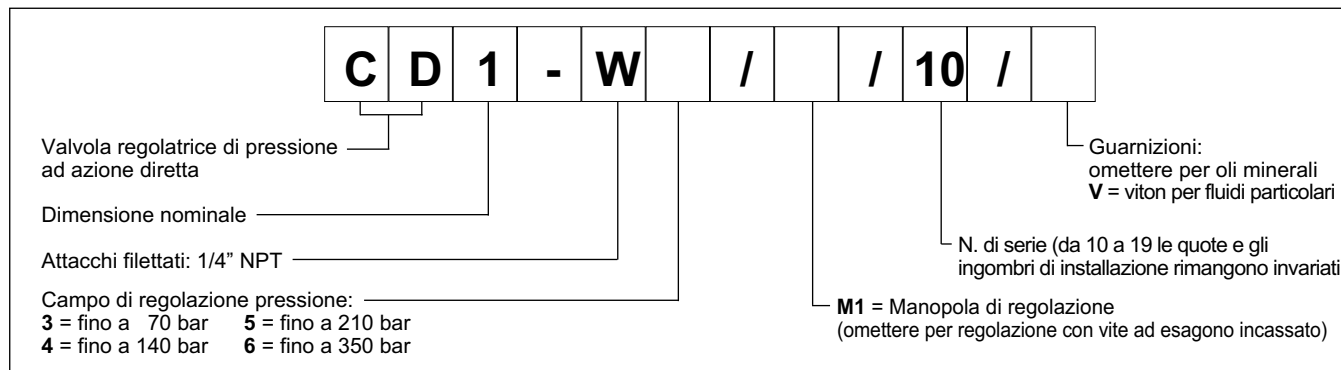 C D 1 - W / / 10 /
Valvola regolatrice di pressione
ad azione diretta
Dimensione nominale
Attacchi filettati: 1/4” NPT
Campo di regolazione pressione:
3 = fino a 70 bar 5 = fino a 210 bar
4 = fino a 140 bar 6 = fino a 350 bar
Guarnizioni:
omettere per oli minerali
V = viton per fluidi particolari
N. di serie (da 10 a 19 le quote e gli
ingombri di installazione rimangono invariati
M1 = Manopola di regolazione
(omettere per regolazione con vite ad esagono incassato)